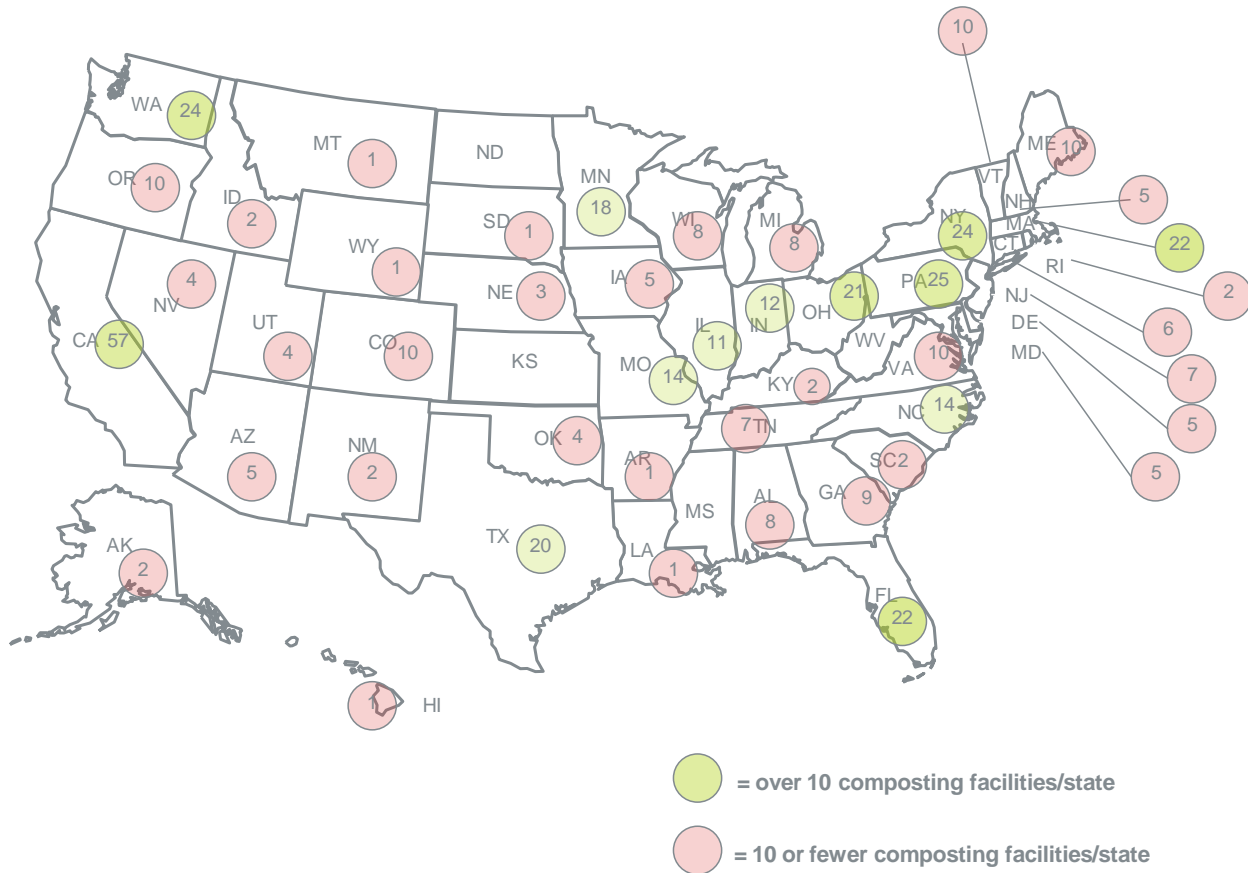 10
WA
24
MT
1
ND
MN
18
OR
10
ID
2
SD
1
WI
8
MI
8
NY
24
VT
ME
10
NH
5
MA
22
CT
RI
2
WY
1
NE
3
IA
5
NV
4
UT
4
CO
10
CA
57
KS
MO
14
IL
11
IN
12
OH
21
PA
25
WV
VA
10
NJ
DE
MD
6
7
5
5
KY
2
TN
7
NC
14
SC
2
AZ
5
NM
2
OK
4
AR
1
MS
AL
8
GA
9
TX
20
LA
1
FL
22
AK
2
1
HI
= over 10 composting facilities/state
= 10 or fewer composting facilities/state